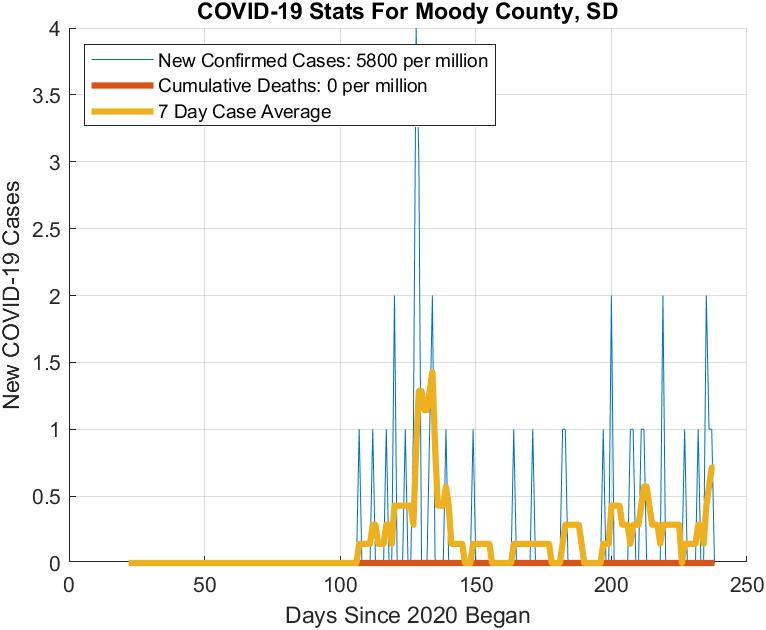 COVID-19 Stats For Moody County, SD
4
New Confirmed Cases: 5800 per million
Cumulative Deaths: 0 per million
7 Day Case Average
3.5
3
2.5
2
1.5
1
0.5
0
New COVID-19 Cases
0 50 100 150 200 250
Days Since 2020 Began